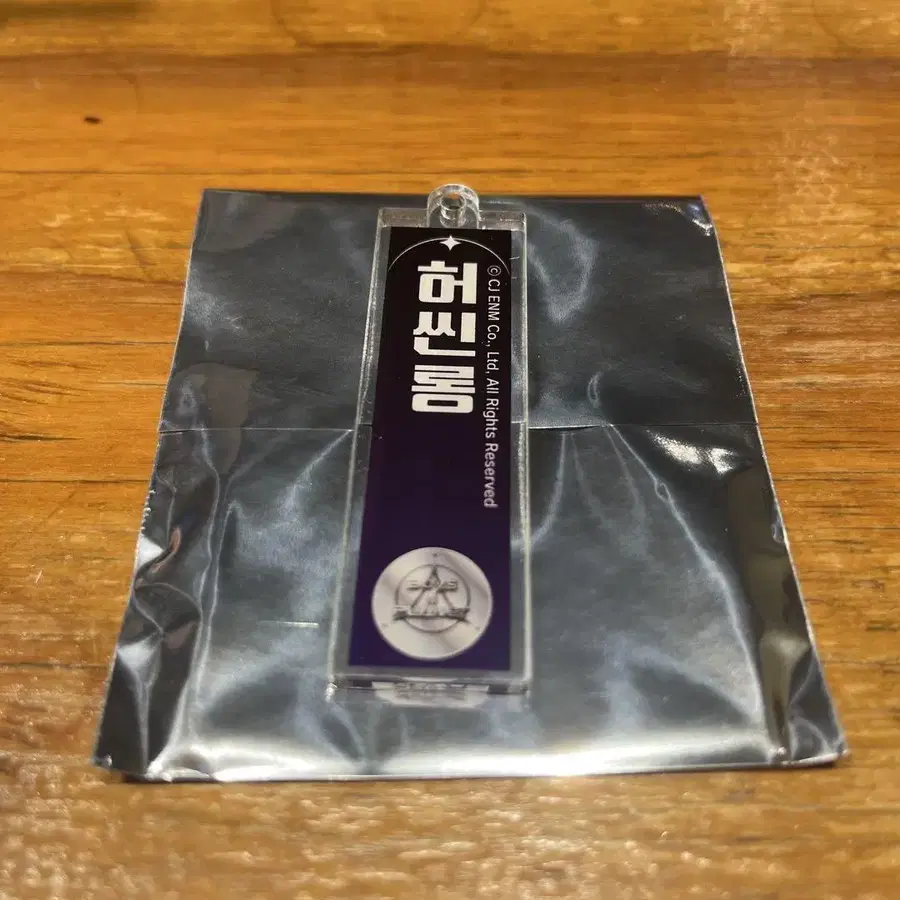 허씬롱
© CJ ENM Co., Ltd, All Rights Reserved